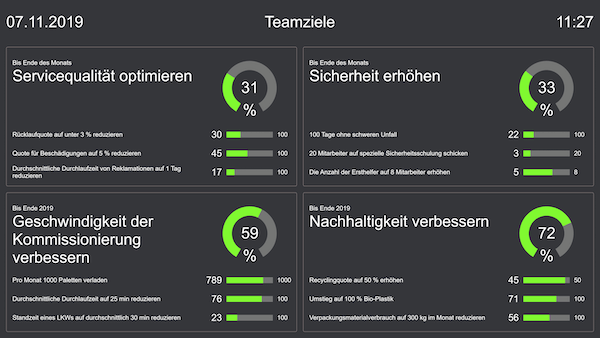 07.11.2019 Teamziele 11:27
Bis Ende des Monats
Servicequalität optimieren
31
%
Rücklaufquote auf unter 3 % reduzieren 30 100
Quote für Beschädigungen auf 5 % reduzieren 45 100
Durchschnittliche Durchlaufzeit von Reklamationen auf 1 Tag
reduzieren 17 100
Bis Ende des Monats
Sicherheit erhöhen
33
%
100 Tage ohne schweren Unfall 22 100
20 Mitarbeiter auf spezielle Sicherheitsschulung schicken 3 20
Die Anzahl der Ersthelfer auf 8 Mitarbeiter erhöhen 5 8
Bis Ende 2019
Geschwindigkeit der
Kommissionierung
verbessern
59
%
Pro Monat 1000 Paletten verladen 789 1000
Durchschnittliche Durchlaufzeit auf 25 min reduzieren 76 100
Standzeit eines LKWs auf durchschnittlich 30 min reduzieren 23 100
Bis Ende 2019
Nachhaltigkeit verbessern
72
%
Recyclingquote auf 50 % erhöhen 45 50
Umstieg auf 100 % Bio-Plastik 71 100
Verpackungsmaterialverbrauch auf 300 kg im Monat reduzieren 56 100